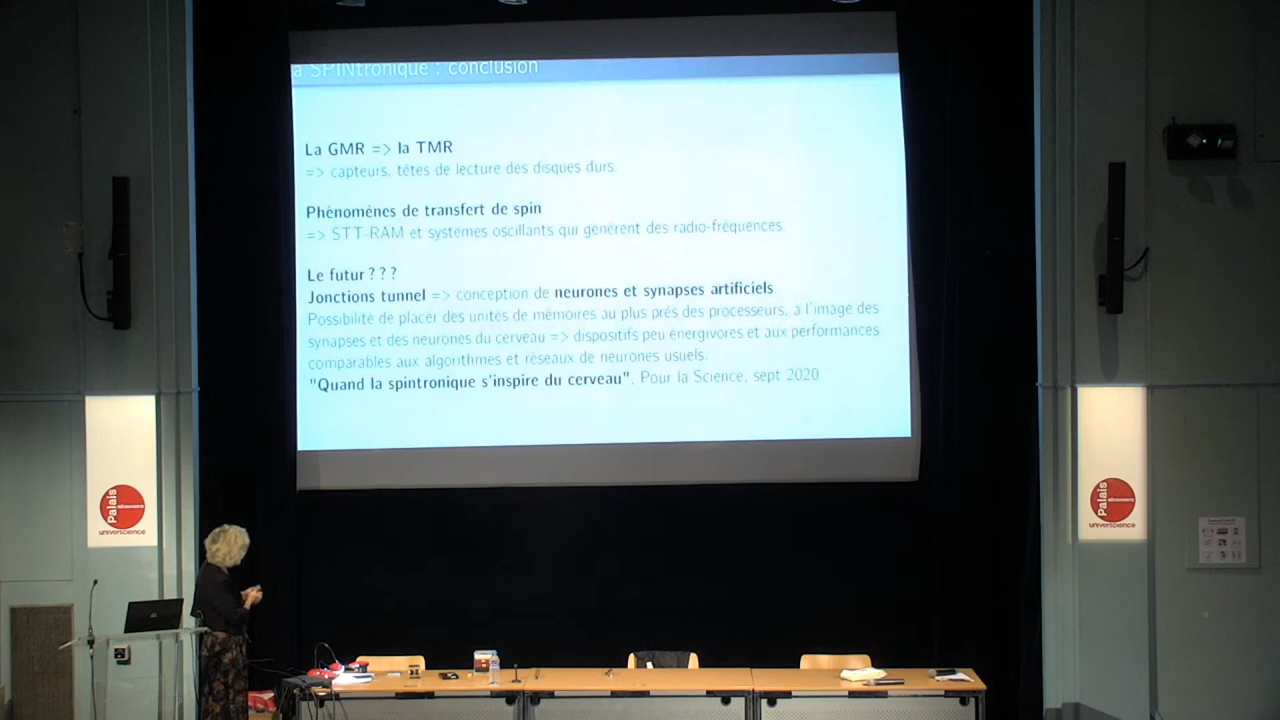 a SPINtronique : conclusion
La GMR => la TMR
=> capteurs, têtes de lecture des disques durs.
Phénomènes de transfert de spin
=> STT-RAM et systèmes oscillants qui génèrent des radio-fréquences.
Le futur ? ? ?
Jonctions tunnel => conception de neurones et synapses artificiels
Possibilité de placer des unités de mémoires au plus près des processeurs, à l'image des
synapses et des neurones du cerveau => dispositifs peu énergivores et aux performances
comparables aux algorithmes et réseaux de neurones usuels.
"Quand la spintronique s'inspire du cerveau", Pour la Science, sept 2020
Palais
universcience
Palais
universcience